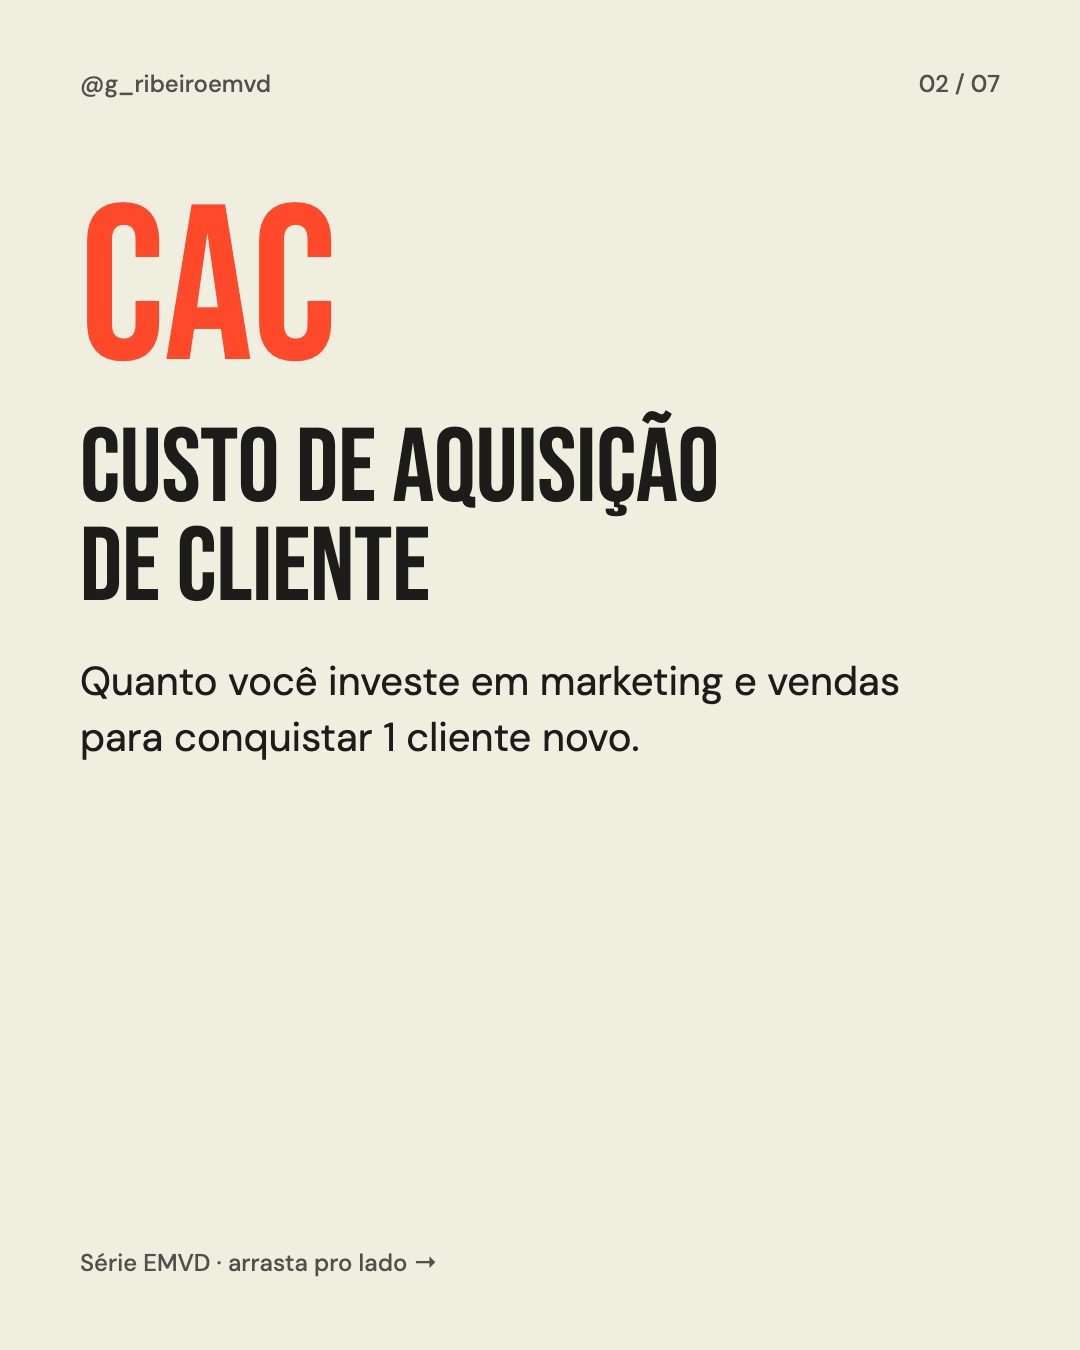 @g_ribeiroemvd
02 / 07
CAC
CUSTO DE AQUISIÇÃO
DE CLIENTE
Quanto você investe em marketing e vendas
para conquistar 1 cliente novo.
Série EMVD · arrasta pro lado →